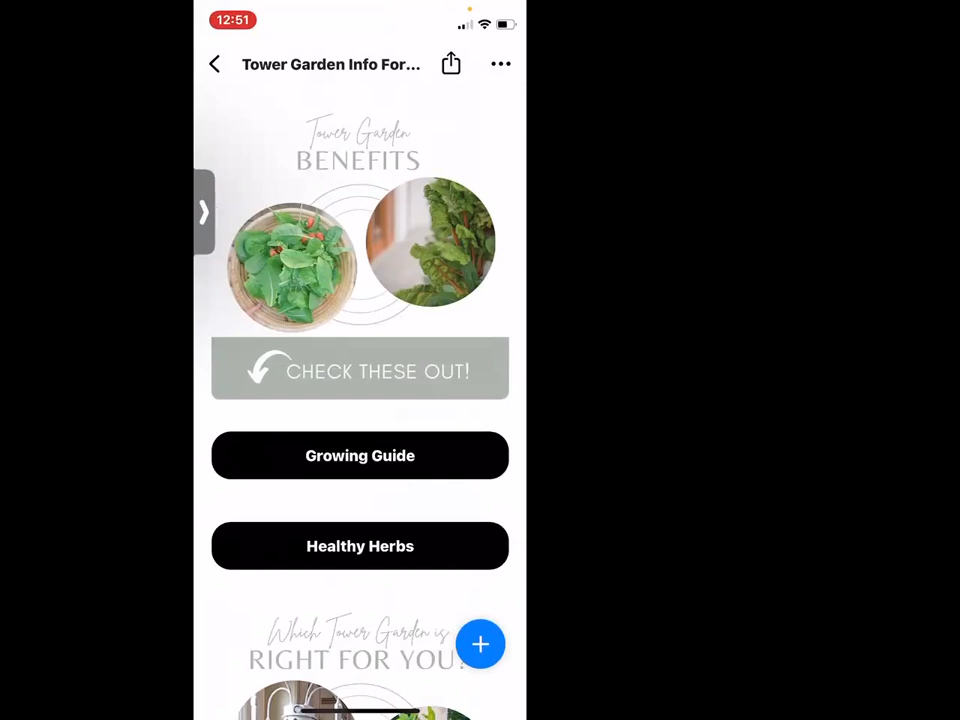 12:51
Tower Garden Info For...
Tower Garden
BENEFITS
CHECK THESE OUT!
Growing Guide
Healthy Herbs
Which Tower Garden is
RIGHT FOR YOU?